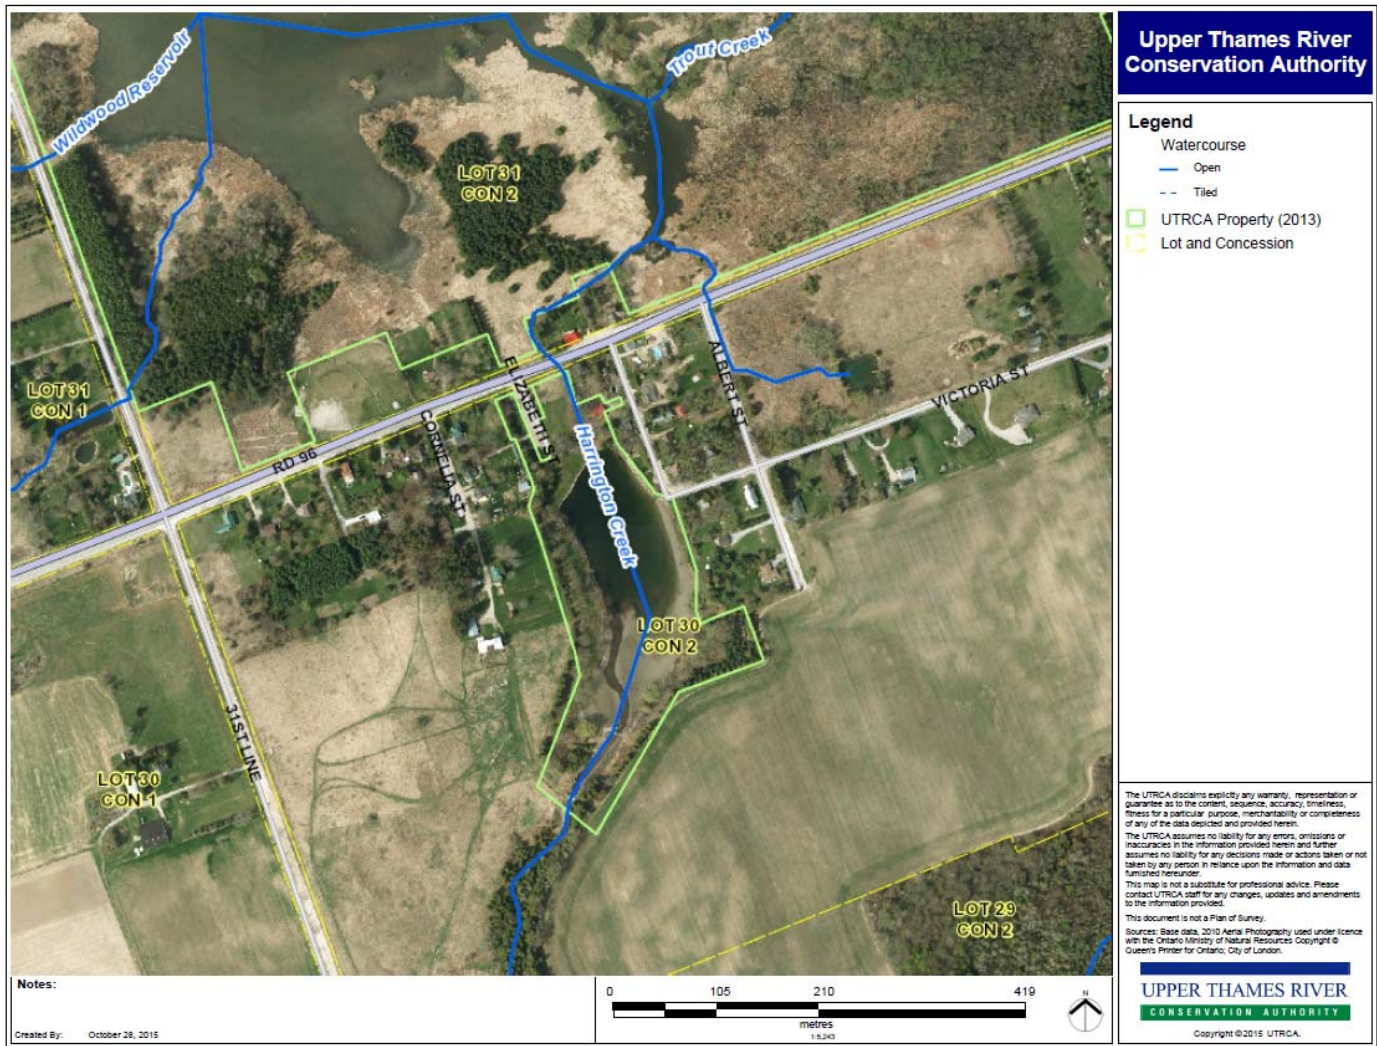 Upper Thames River
Conservation Authority
Legend
Watercourse
Open
Tiled
UTRCA Property (2013)
Lot and Concession
Wildwood Reservoir
Trout Creek
LOT 31
CON 2
LOT 31
CON 1
ELIZABETH ST
ALBERT ST
VICTORIA ST
CORNELIA ST
RD 96
Harrington Creek
LOT 30
CON 2
31ST LINE
LOT 30
CON 1
LOT 29
CON 2
The UTRCA disclaims explicitly any warranty, representation or
guarantee as to the content, sequence, accuracy, timeliness,
fitness for a particular purpose, merchantability or completeness
of any of the data depicted and provided herein.
The UTRCA assumes no liability for any errors, omissions or
inaccuracies in the information provided herein and further
assumes no liability for any decisions made or actions taken or not
taken by any person in reliance upon the information and data
furnished hereunder.
This map is not a substitute for professional advice. Please
contact UTRCA staff for any changes, updates and amendments
to the information provided.
This document is not a Plan of Survey.
Sources: Base data, 2010 Aerial Photography used under licence
with the Ontario Ministry of Natural Resources Copyright ©
Queen's Printer for Ontario; City of London.
UPPER THAMES RIVER
CONSERVATION AUTHORITY
Copyright ©2015 UTRCA.
Notes:
Created By: October 28, 2015
0 105 210 419
metres
1:5,243
N